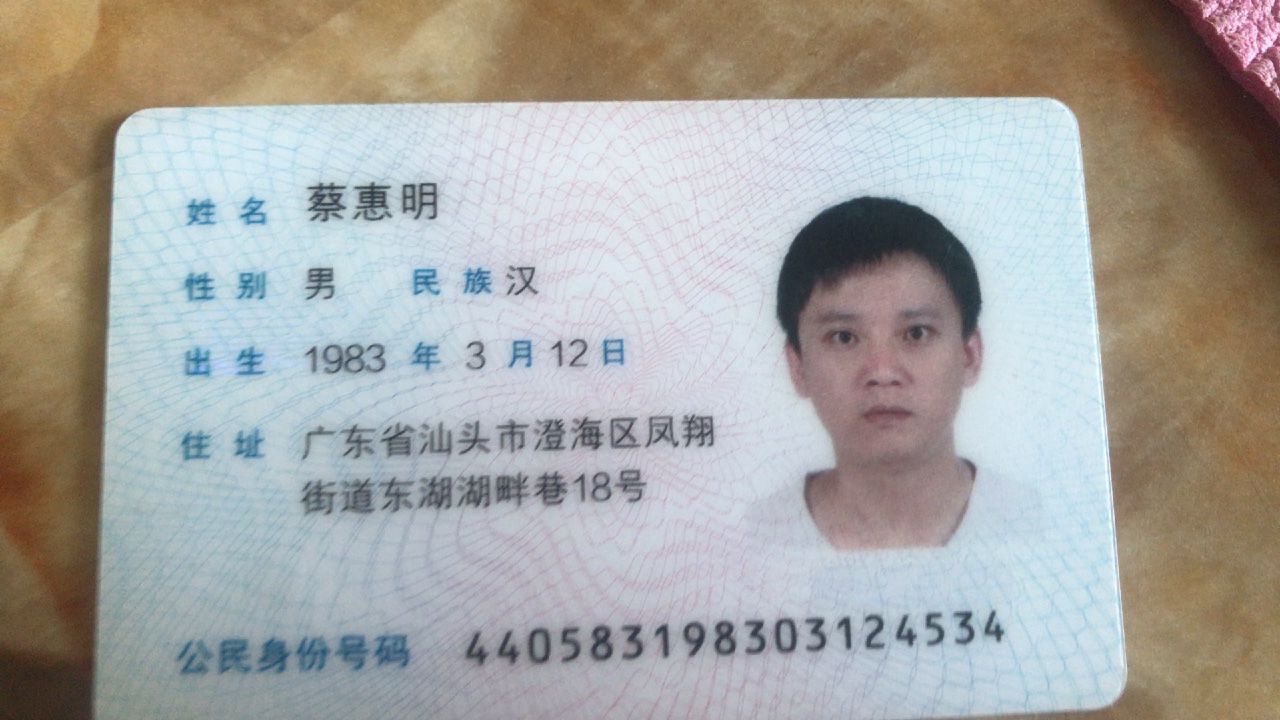 姓名 蔡惠明
性别 男 民族 汉
出生 1983 年 3 月 12 日
住址 广东省汕头市澄海区凤翔
街道东湖湖畔巷18号
公民身份号码 440583198303124534